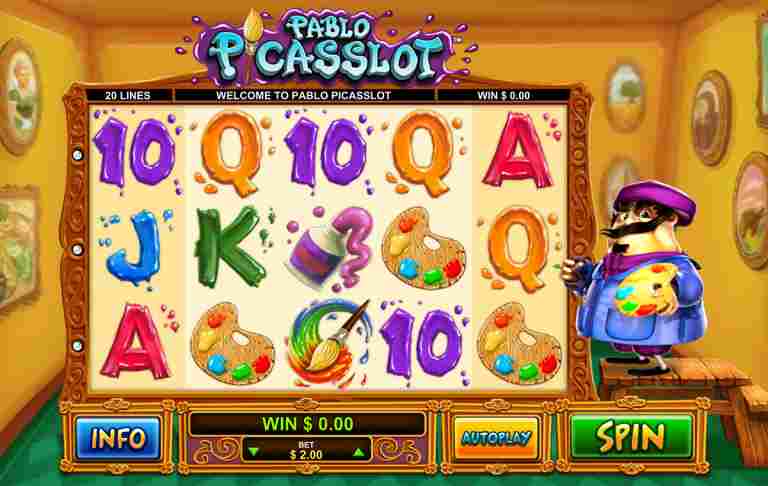 PABLO
PICASSLOT
20 LINES WELCOME TO PABLO PICASSLOT WIN $ 0.00
10 Q 10 Q A
J K Q
A 10
WIN $ 0.00
INFO BET AUTOPLAY SPIN
$ 2.00